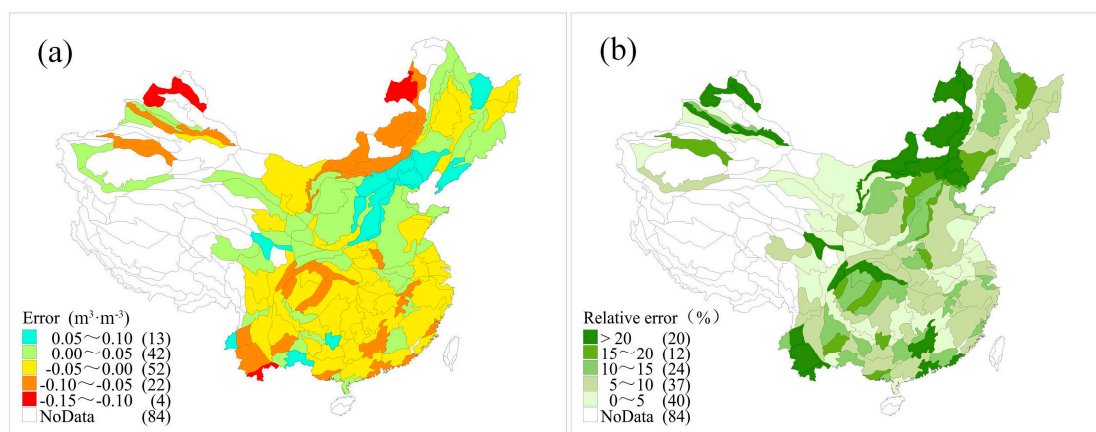 (a)
Error (m³·m⁻³)
0.05～0.10 (13)
0.00～0.05 (42)
-0.05～0.00 (52)
-0.10～-0.05 (22)
-0.15～-0.10 (4)
NoData (84)
(b)
Relative error（%）
> 20 (20)
15～20 (12)
10～15 (24)
5～10 (37)
0～5 (40)
NoData (84)